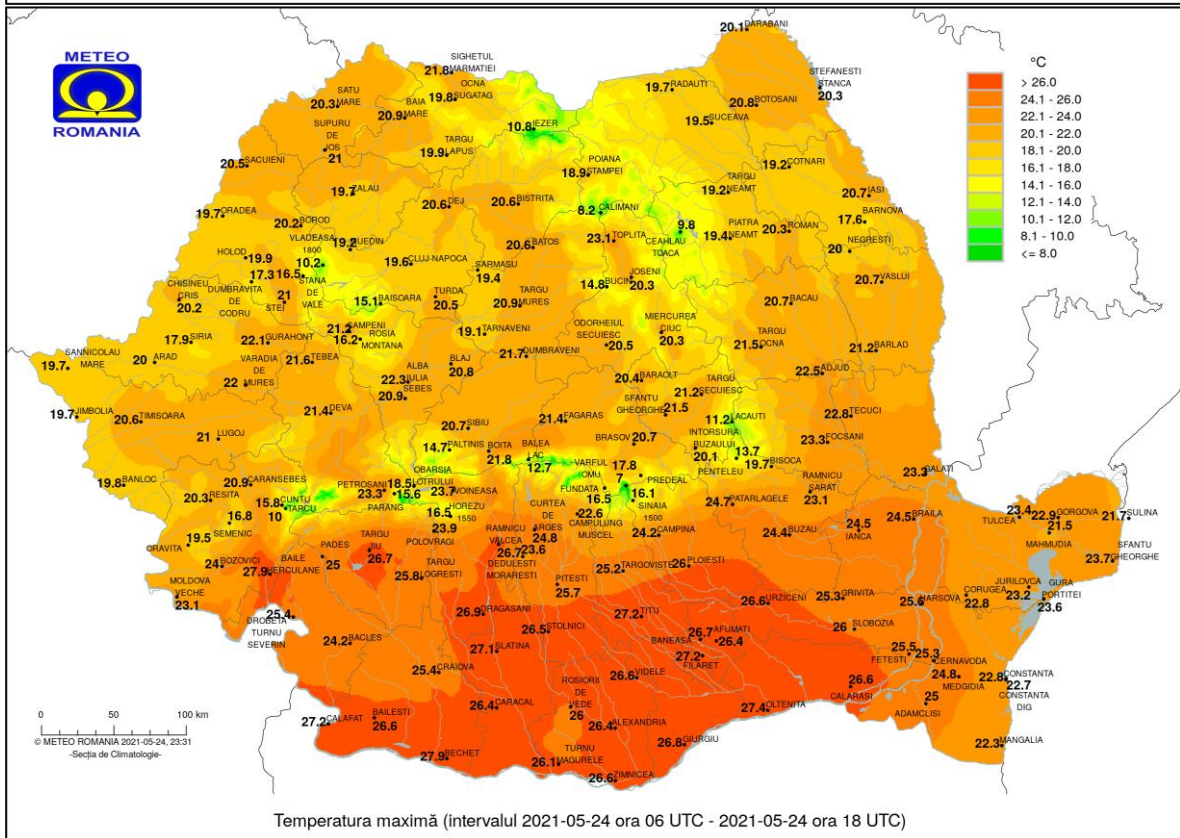 METEO
ROMANIA
°C
> 26.0
24.1 - 26.0
22.1 - 24.0
20.1 - 22.0
18.1 - 20.0
16.1 - 18.0
14.1 - 16.0
12.1 - 14.0
10.1 - 12.0
8.1 - 10.0
<= 8.0
20.1 DARABANI
21.8 SIGHETUL MARMATIEI
19.8 OCNA SUGATAG
19.7 RADAUTI
STEFANESTI STANCA
20.3
20.3 SATU MARE
20.9 BAIA MARE
20.8 BOTOSANI
19.5 SUCEAVA
10.8 IEZER
SUPURU DE JOS
21
19.9 TARGU LAPUS
20.5 SACUIENI
18.9 POIANA STAMPEI
19.2 COTNARI
19.7 ZALAU
19.2 TARGU NEAMT
20.7 IASI
19.7 ORADEA
20.2 BOROD
20.6 DEJ
20.6 BISTRITA
8.2 CALIMANI
9.8
CEAHLAU TOACA
17.6 BARNOVA
19.2 HUEDIN
VLADEASA 1800
10.2
20.6 BATOS
23.1 TOPLITA
19.4 PIATRA NEAMT
20.3 ROMAN
20 NEGRESTI
HOLOD
19.9
19.6 CLUJ-NAPOCA
SARMASU
19.4
17.3
DUMBRAVITA DE CODRU
16.5
STANA DE VALE
14.8 BUCIN
JOSENI
20.3
20.7 VASLUI
CHISINEU CRIS
20.2
21
STEI
15.1 BAISOARA
TURDA
20.5
20.9 TARGU MURES
20.7 BACAU
17.9 SIRIA
22.1 GURAHONT
21.2 CAMPENI
16.2 ROSIA MONTANA
19.1 TARNAVENI
ODORHEIUL SECUIESC
20.5
MIERCUREA CIUC
20.3
21.5 TARGU OCNA
21.2 BARLAD
19.7 SANNICOLAU MARE
20 ARAD
21.6 TEBEA
BLAJ
20.8
21.7 DUMBRAVENI
22 VARADIA DE MURES
22.3 ALBA IULIA
20.9 SEBES
20.4 BARAOLT
22.5 ADJUD
21.2 TARGU SECUIESC
19.7 JIMBOLIA
20.6 TIMISOARA
21.4 DEVA
21.4 FAGARAS
SFANTU GHEORGHE
21.5
11.2 LACAUTI
22.8 TECUCI
21 LUGOJ
20.7 SIBIU
BRASOV 20.7
INTORSURA BUZAULUI
20.1
23.3 FOCSANI
14.7 PALTINIS
BOITA
21.8
BALEA LAC
12.7
13.7
PENTELEU
19.7 BISOCA
23.3 GALATI
19.8 BANLOC
20.9 CARANSEBES
18.5 OBARSIA LOTRULUI
VARFUL OMU
7
17.8
PREDEAL
20.3 RESITA
15.8 CUNTU
10
TARCU
PETROSANI
23.3
15.6
PARANG
23.7 VOINEASA
FUNDATA
16.5
16.1
SINAIA 1500
RAMNICU SARAT
23.1
24.7 PATARLAGELE
16.8
SEMENIC
16.5
23.9
HOREZU 1550
POLOVRAGI
CURTEA DE ARGES
24.8
22.6
CAMPULUNG MUSCEL
24.2 CAMPINA
24.4 BUZAU
24.5
IANCA
24.5 BRAILA
23.4
TULCEA
22.9 GORGOVA
21.5
MAHMUDIA
21.7 SULINA
19.5
ORAVITA
24 BOZOVICI
PADES
25
TARGU JIU
26.7
RAMNICU VALCEA
26.7
23.6
DEDULESTI MORARESTI
25.2 TARGOVISTE
26 PLOIESTI
23.7 SFANTU GHEORGHE
27.9 BAILE HERCULANE
25.8 TARGU LOGRESTI
PITESTI
25.7
MOLDOVA VECHE
23.1
26.6 URZICENI
25.3 GRIVITA
25.6 HARSOVA
CORUGEA
22.8
JURILOVCA
23.2
GURA PORTITEI
23.6
25.4
DROBETA TURNU SEVERIN
26.9 DRAGASANI
27.2 TITU
24.2 BACLES
26.5 STOLNICI
26.7 AFUMATI
26.4
BANEASA
27.2
FILARET
26 SLOBOZIA
27.1 SLATINA
25.5
FETESTI
25.3
CERNAVODA
25.4 CRAIOVA
26.6 VIDELE
26.6
CALARASI
24.8
MEDGIDIA
22.8 CONSTANTA
22.7
CONSTANTA DIG
25
ADAMCLISI
26.4 CARACAL
ROSIORII DE VEDE
26
27.4 OLTENITA
27.2 CALAFAT
BAILESTI
26.6
26.4 ALEXANDRIA
26.8 GIURGIU
22.3 MANGALIA
27.9 BECHET
26.1 TURNU MAGURELE
26.6 ZIMNICEA
0 50 100 km
© METEO ROMANIA 2021-05-24, 23:31
-Secția de Climatologie-
Temperatura maximă (intervalul 2021-05-24 ora 06 UTC - 2021-05-24 ora 18 UTC)